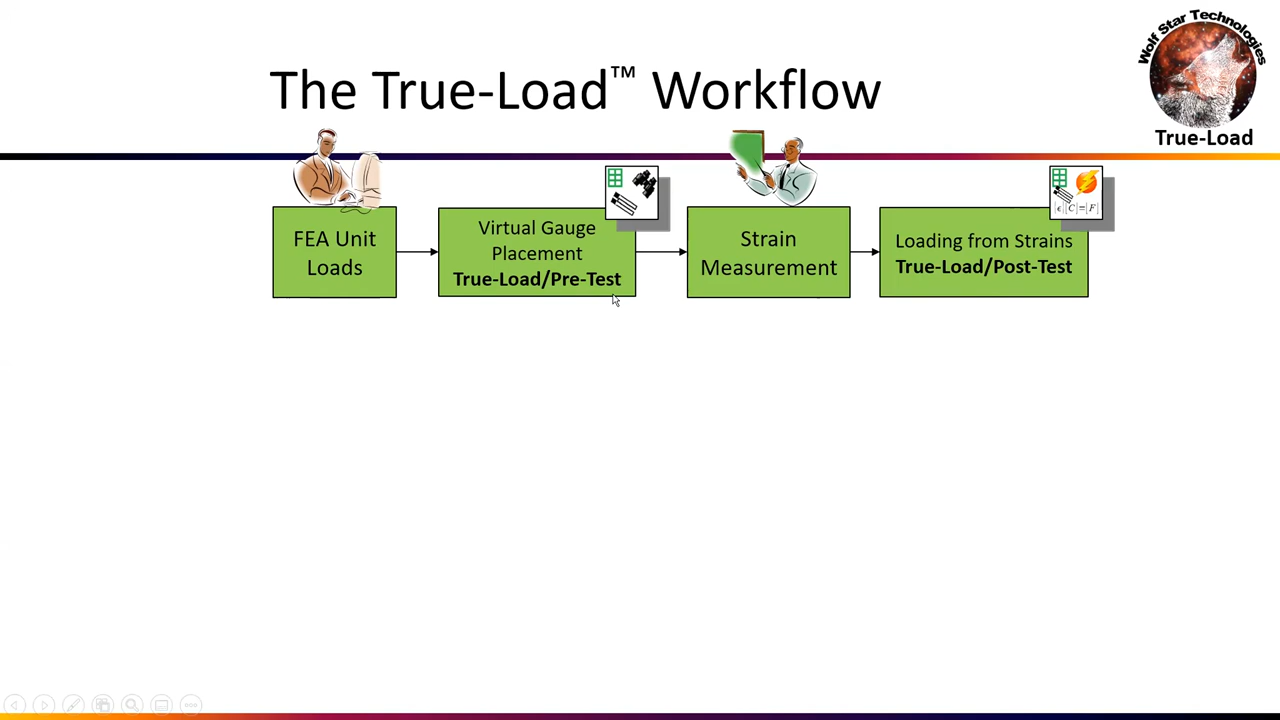 Wolf Star Technologies
True-Load
The True-Load™ Workflow
FEA Unit
Loads
Virtual Gauge
Placement
True-Load/Pre-Test
Strain
Measurement
Loading from Strains
True-Load/Post-Test
[ε][C]=[F]